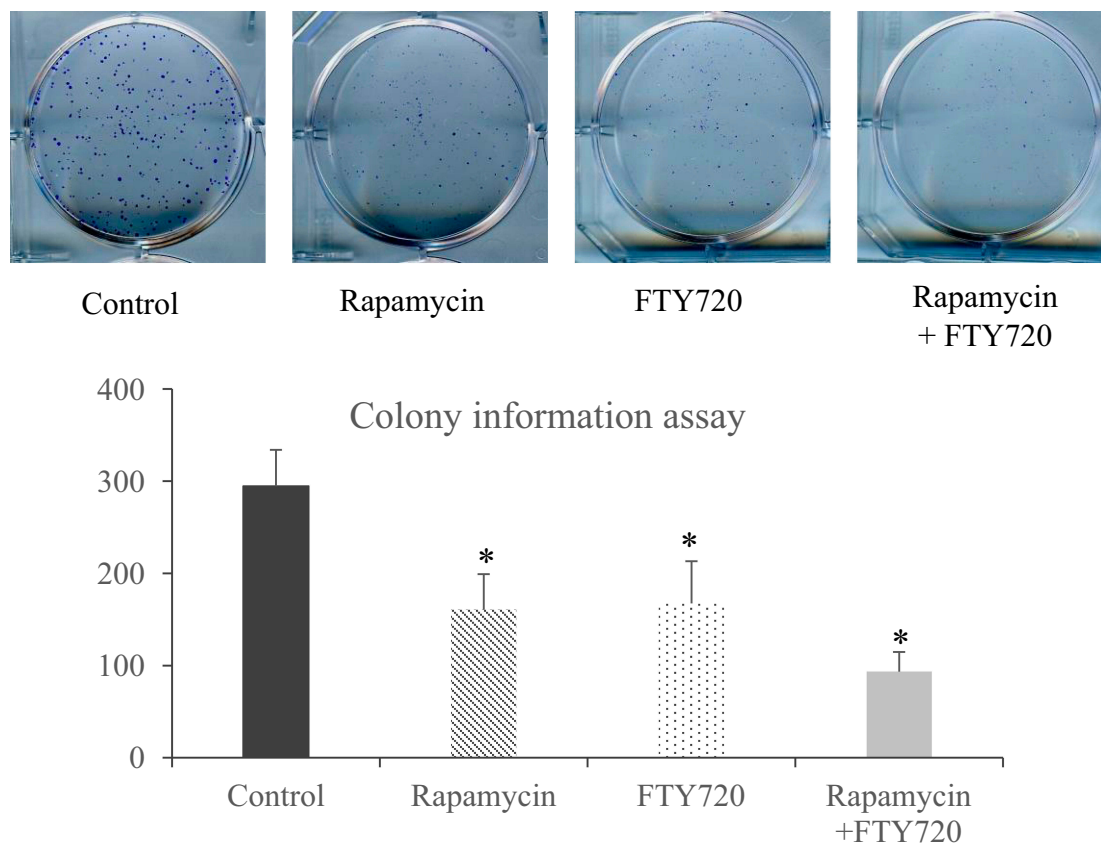 Control
Rapamycin
FTY720
Rapamycin
+ FTY720
400
Colony information assay
300
*
*
200
*
100
0
Control
Rapamycin
FTY720
Rapamycin
+FTY720